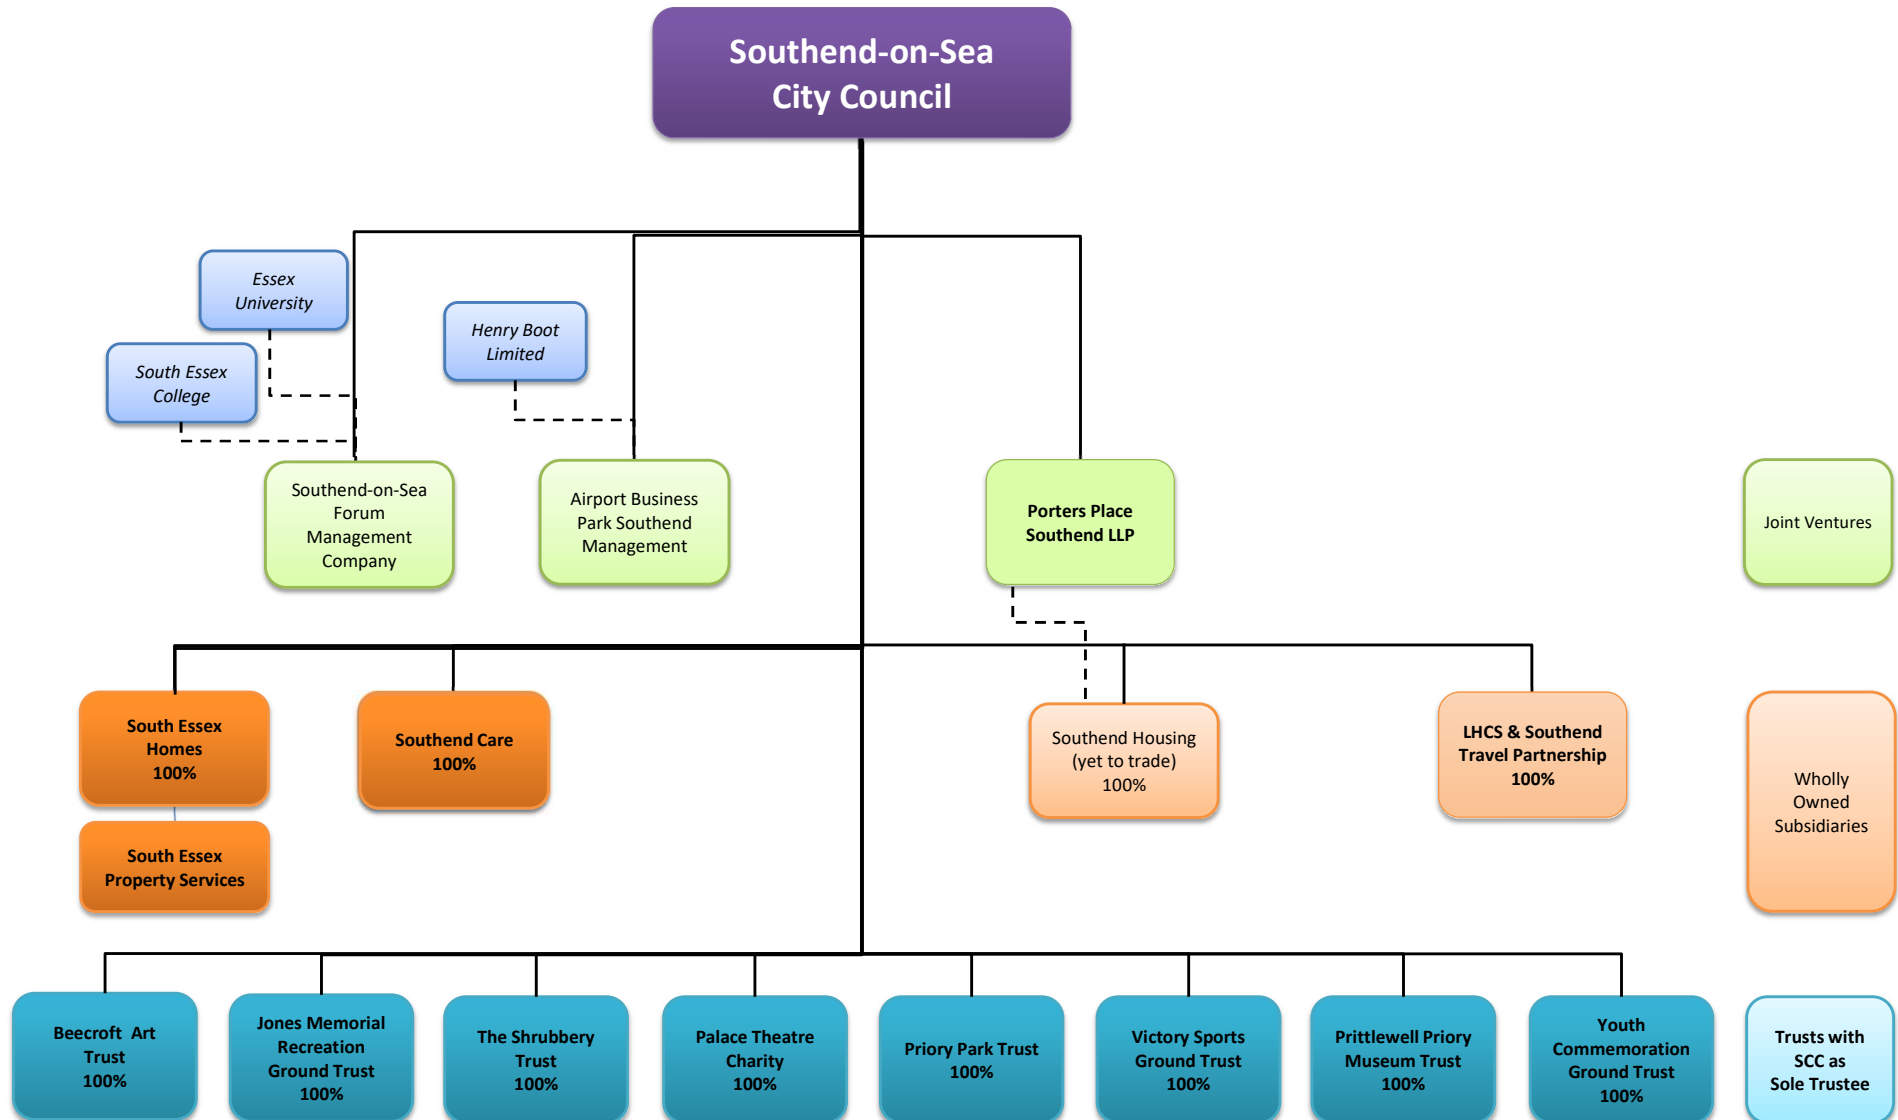 Southend-on-Sea
City Council
Essex
University
Henry Boot
Limited
South Essex
College
Southend-on-Sea
Forum
Management
Company
Airport Business
Park Southend
Management
Porters Place
Southend LLP
Joint Ventures
South Essex
Homes
100%
Southend Care
100%
Southend Housing
(yet to trade)
100%
LHCS & Southend
Travel Partnership
100%
Wholly
Owned
Subsidiaries
South Essex
Property Services
Beecroft  Art
Trust
100%
Jones Memorial
Recreation
Ground Trust
100%
The Shrubbery
Trust
100%
Palace Theatre
Charity
100%
Priory Park Trust
100%
Victory Sports
Ground Trust
100%
Prittlewell Priory
Museum Trust
100%
Youth
Commemoration
Ground Trust
100%
Trusts with
SCC as
Sole Trustee